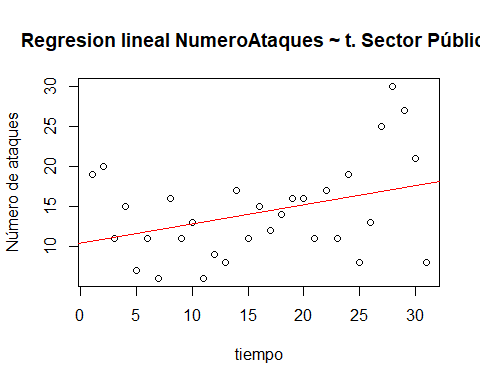 Regresion lineal NumeroAtaques ~ t. Sector Públic
Número de ataques
30
25
20
15
10
0 5 10 15 20 25 30
tiempo